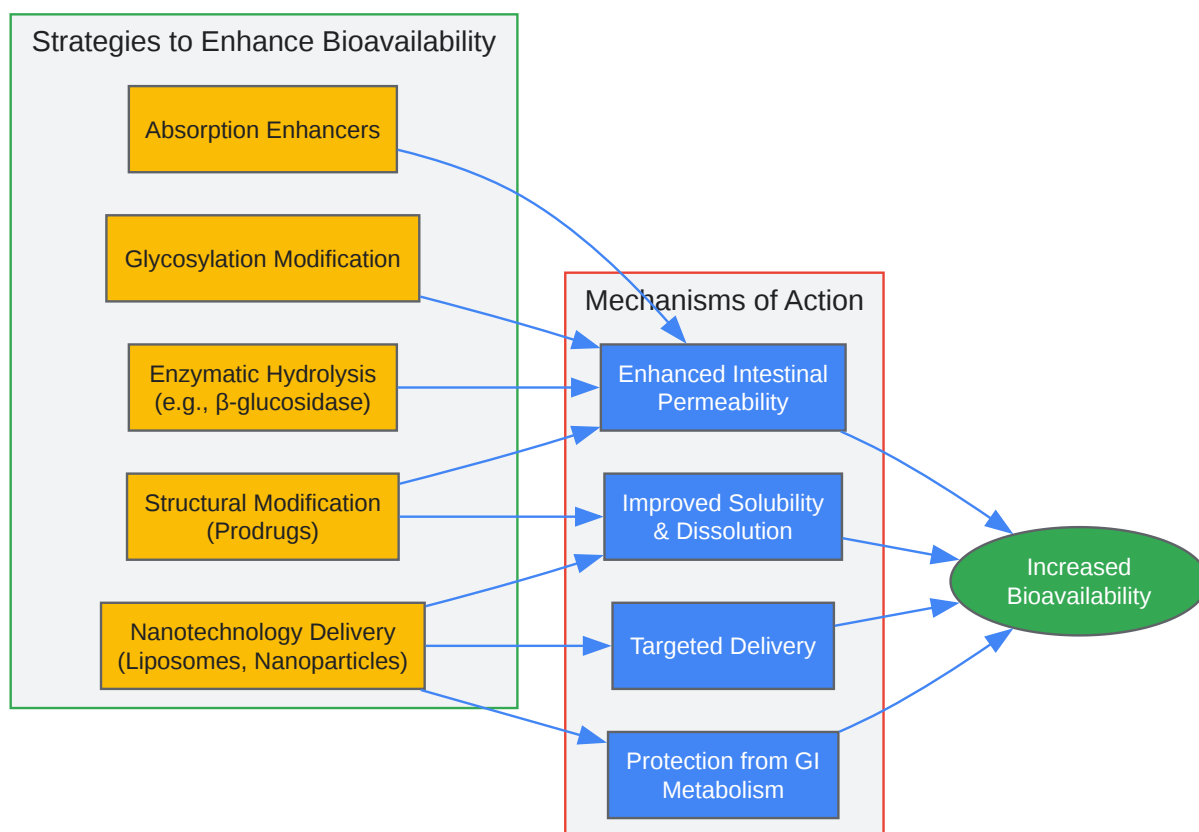 Strategies to Enhance Bioavailability
Absorption Enhancers
Glycosylation Modification
Enzymatic Hydrolysis
(e.g., β-glucosidase)
Structural Modification
(Prodrugs)
Nanotechnology Delivery
(Liposomes, Nanoparticles)
Mechanisms of Action
Enhanced Intestinal
Permeability
Improved Solubility
& Dissolution
Targeted Delivery
Protection from GI
Metabolism
Increased
Bioavailability